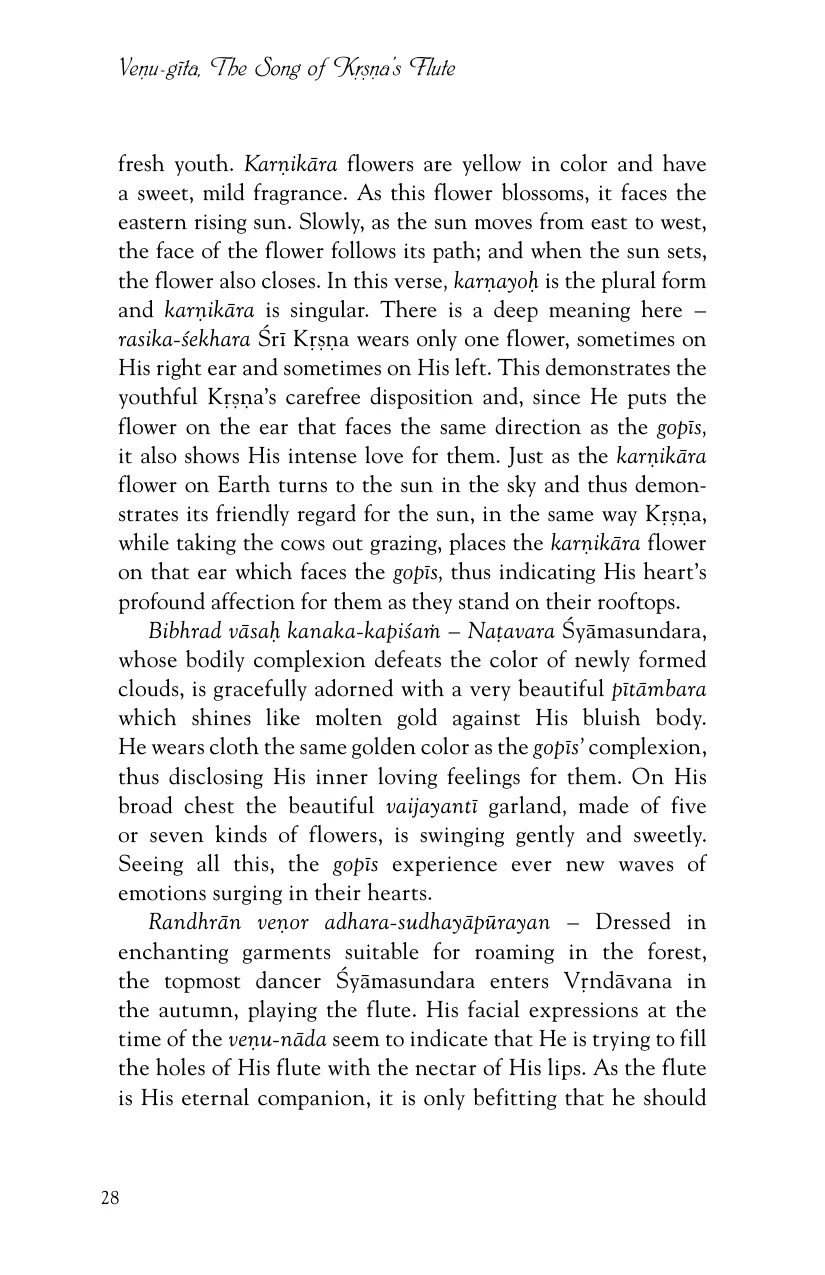 Veṇu-gīta, The Song of Kṛṣṇa's Flute
fresh youth. Karṇikāra flowers are yellow in color and have
a sweet, mild fragrance. As this flower blossoms, it faces the
eastern rising sun. Slowly, as the sun moves from east to west,
the face of the flower follows its path; and when the sun sets,
the flower also closes. In this verse, karṇayoḥ is the plural form
and karṇikāra is singular. There is a deep meaning here –
rasika-śekhara Śrī Kṛṣṇa wears only one flower, sometimes on
His right ear and sometimes on His left. This demonstrates the
youthful Kṛṣṇa’s carefree disposition and, since He puts the
flower on the ear that faces the same direction as the gopīs,
it also shows His intense love for them. Just as the karṇikāra
flower on Earth turns to the sun in the sky and thus demon-
strates its friendly regard for the sun, in the same way Kṛṣṇa,
while taking the cows out grazing, places the karṇikāra flower
on that ear which faces the gopīs, thus indicating His heart’s
profound affection for them as they stand on their rooftops.
Bibhrad vāsaḥ kanaka-kapiśaṁ – Naṭavara Śyāmasundara,
whose bodily complexion defeats the color of newly formed
clouds, is gracefully adorned with a very beautiful pītāmbara
which shines like molten gold against His bluish body.
He wears cloth the same golden color as the gopīs’ complexion,
thus disclosing His inner loving feelings for them. On His
broad chest the beautiful vaijayantī garland, made of five
or seven kinds of flowers, is swinging gently and sweetly.
Seeing all this, the gopīs experience ever new waves of
emotions surging in their hearts.
Randhrān veṇor adhara-sudhayāpūrayan – Dressed in
enchanting garments suitable for roaming in the forest,
the topmost dancer Śyāmasundara enters Vṛndāvana in
the autumn, playing the flute. His facial expressions at the
time of the veṇu-nāda seem to indicate that He is trying to fill
the holes of His flute with the nectar of His lips. As the flute
is His eternal companion, it is only befitting that he should
28